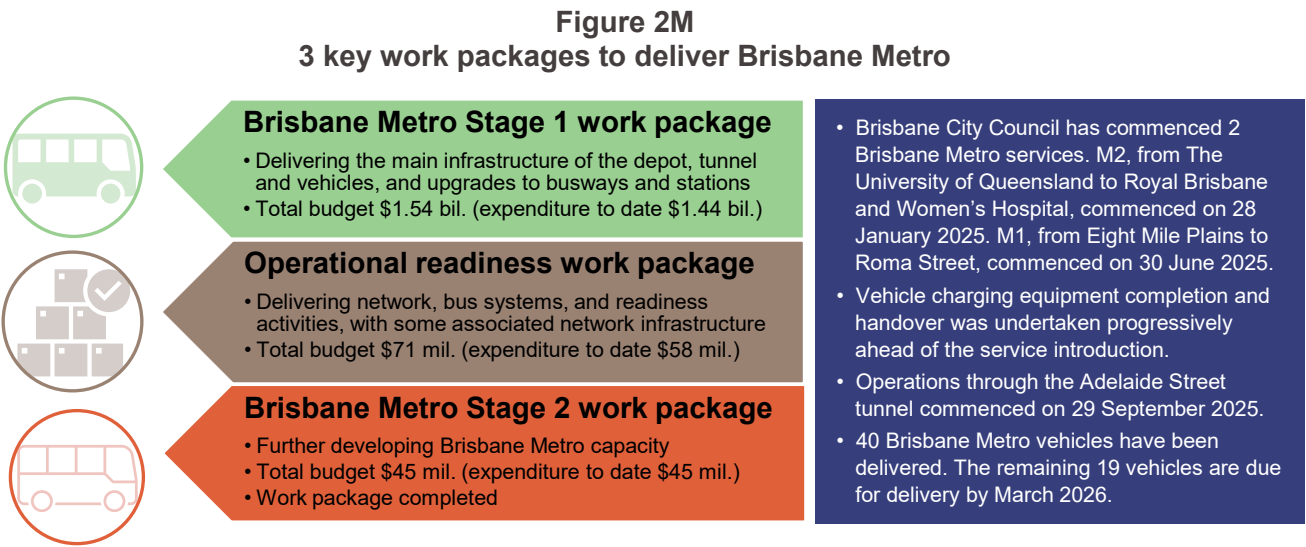 Figure 2M
3 key work packages to deliver Brisbane Metro
Brisbane Metro Stage 1 work package
• Delivering the main infrastructure of the depot, tunnel
and vehicles, and upgrades to busways and stations
• Total budget $1.54 bil. (expenditure to date $1.44 bil.)
Operational readiness work package
• Delivering network, bus systems, and readiness
activities, with some associated network infrastructure
• Total budget $71 mil. (expenditure to date $58 mil.)
Brisbane Metro Stage 2 work package
• Further developing Brisbane Metro capacity
• Total budget $45 mil. (expenditure to date $45 mil.)
• Work package completed
• Brisbane City Council has commenced 2
Brisbane Metro services. M2, from The
University of Queensland to Royal Brisbane
and Women’s Hospital, commenced on 28
January 2025. M1, from Eight Mile Plains to
Roma Street, commenced on 30 June 2025.
• Vehicle charging equipment completion and
handover was undertaken progressively
ahead of the service introduction.
• Operations through the Adelaide Street
tunnel commenced on 29 September 2025.
• 40 Brisbane Metro vehicles have been
delivered. The remaining 19 vehicles are due
for delivery by March 2026.